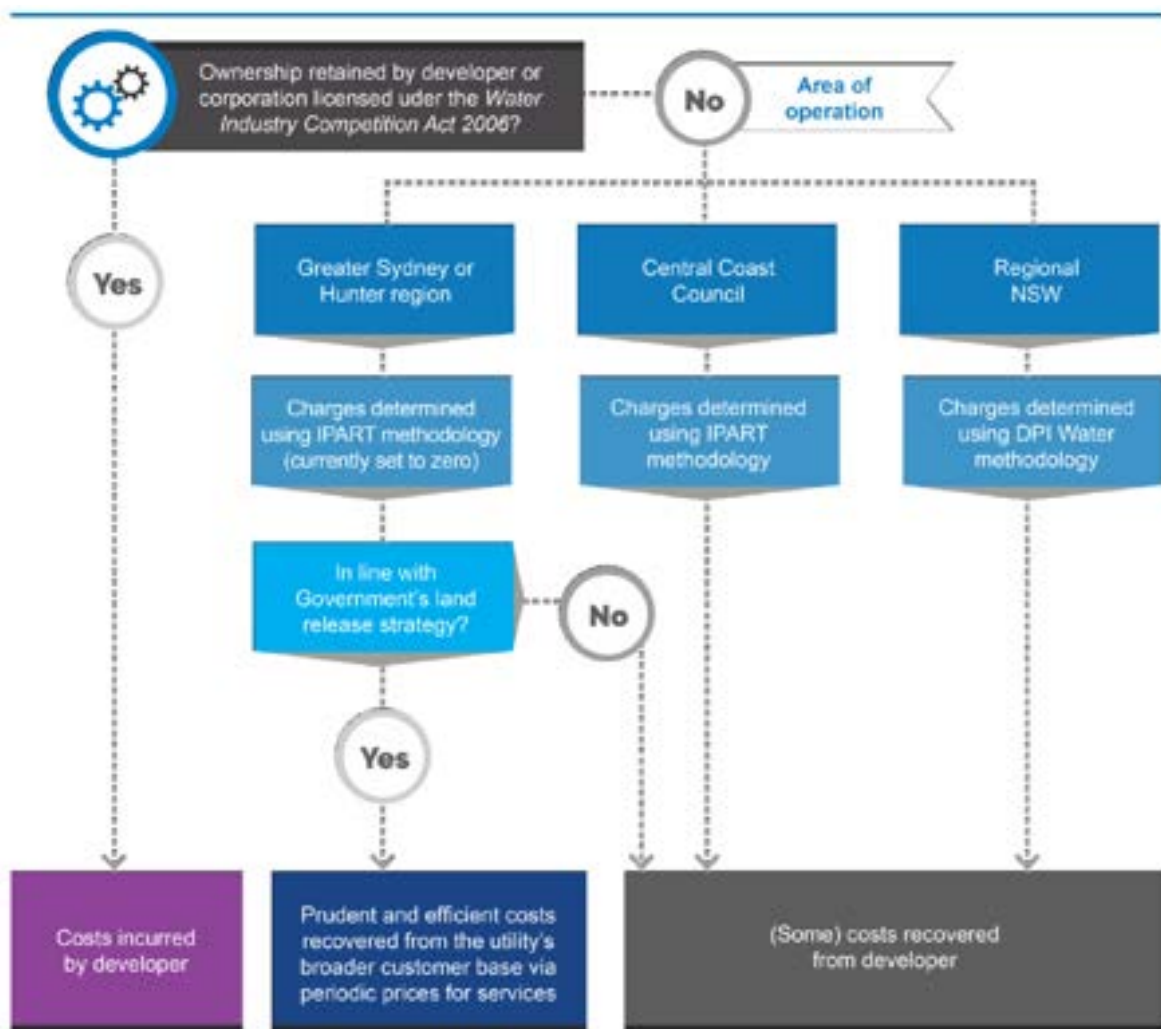 Ownership retained by developer or
corporation licensed uder the Water
Industry Competition Act 2006?
No
Area of
operation
Yes
Greater Sydney or
Hunter region
Central Coast
Council
Regional
NSW
Charges determined
using IPART methodology
(currently set to zero)
Charges determined
using IPART
methodology
Charges determined
using DPI Water
methodology
In line with
Government's land
release strategy?
No
Yes
Costs incurred
by developer
Prudent and efficient costs
recovered from the utility's
broader customer base via
periodic prices for services
(Some) costs recovered
from developer